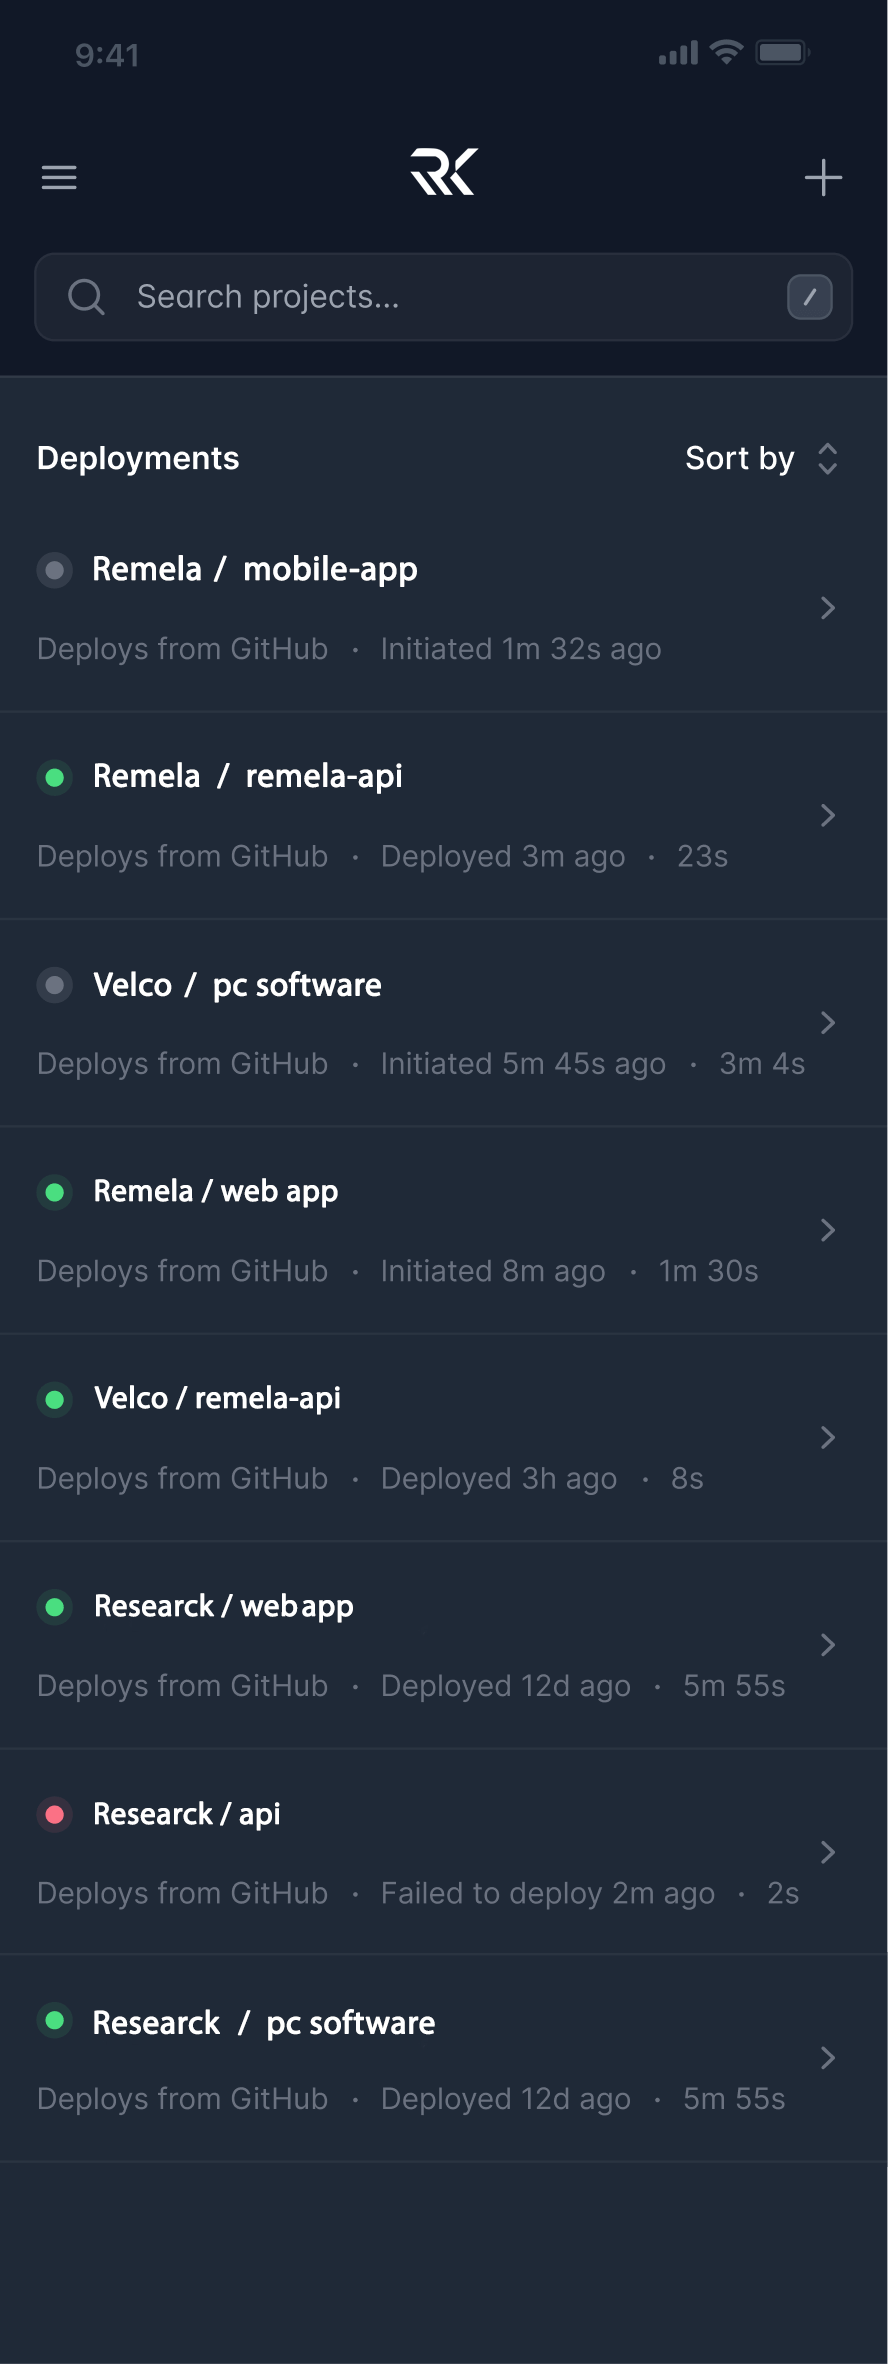 9:41
RK
Search projects...
/
Deployments
Sort by
Remela / mobile-app
Deploys from GitHub · Initiated 1m 32s ago
Remela / remela-api
Deploys from GitHub · Deployed 3m ago · 23s
Velco / pc software
Deploys from GitHub · Initiated 5m 45s ago · 3m 4s
Remela / web app
Deploys from GitHub · Initiated 8m ago · 1m 30s
Velco / remela-api
Deploys from GitHub · Deployed 3h ago · 8s
Researck / web app
Deploys from GitHub · Deployed 12d ago · 5m 55s
Researck / api
Deploys from GitHub · Failed to deploy 2m ago · 2s
Researck / pc software
Deploys from GitHub · Deployed 12d ago · 5m 55s